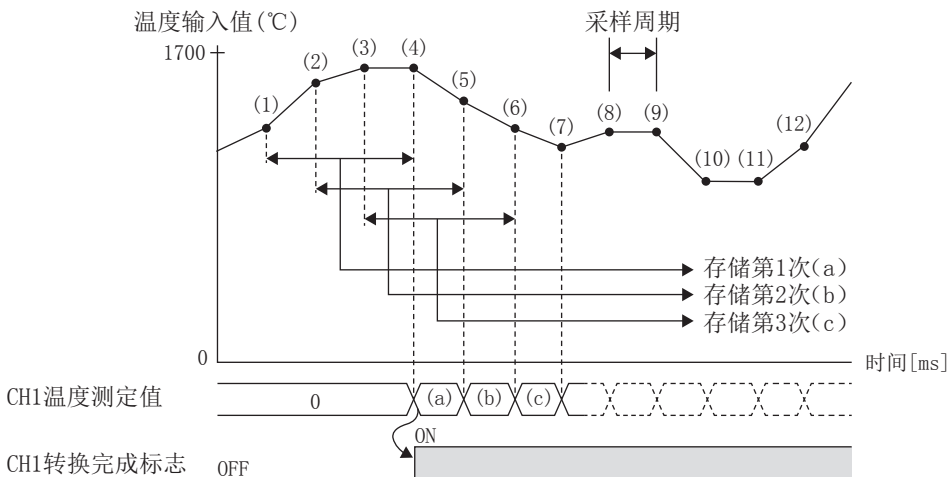 温度输入值(℃)
采样周期
1700
(1)
(2)
(3)
(4)
(5)
(6)
(7)
(8)
(9)
(10)
(11)
(12)
存储第1次(a)
存储第2次(b)
存储第3次(c)
0
时间[ms]
CH1温度测定值
0
(a)
(b)
(c)
ON
CH1转换完成标志
OFF